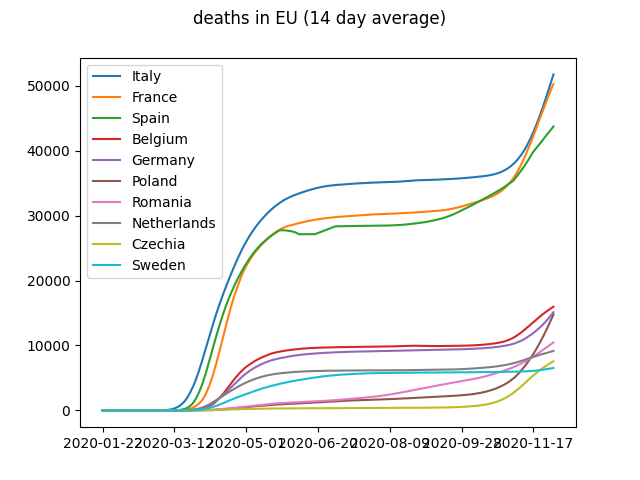 deaths in EU (14 day average)
Italy
France
Spain
Belgium
Germany
Poland
Romania
Netherlands
Czechia
Sweden
50000
40000
30000
20000
10000
0
2020-01-22 2020-03-12 2020-05-01 2020-06-20 2020-08-09 2020-09-28 2020-11-17